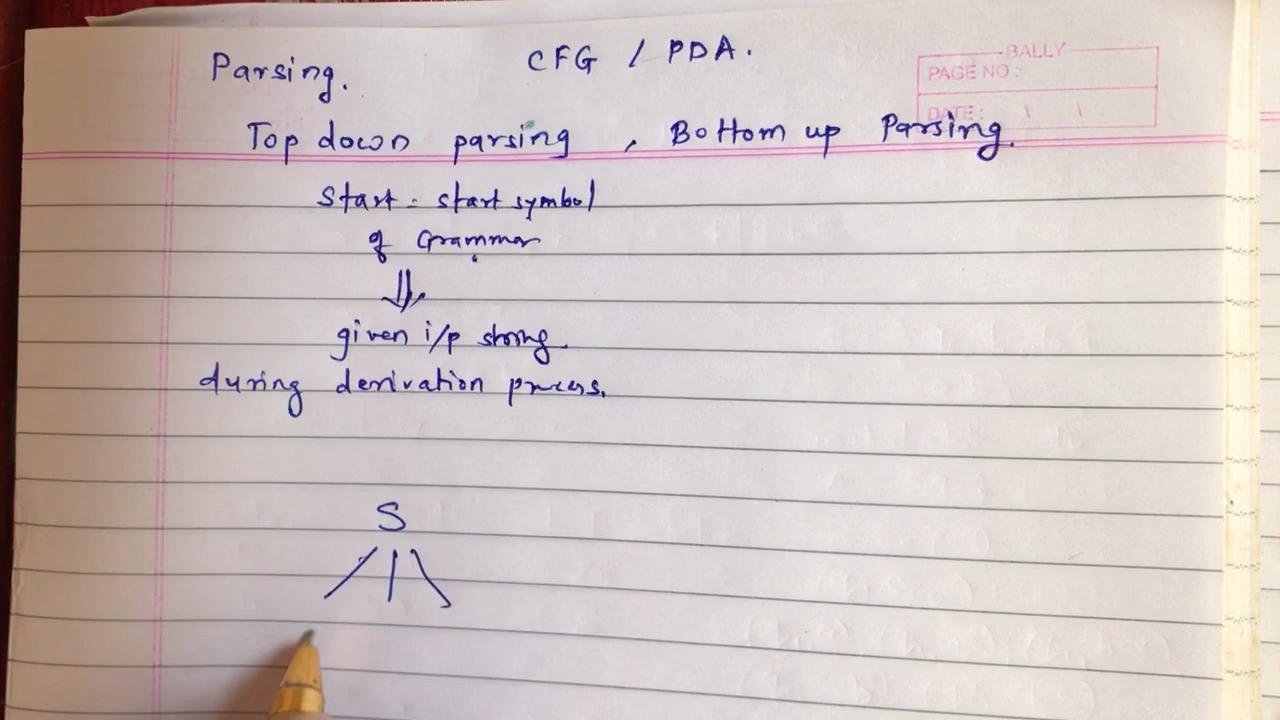 Parsing. CFG / PDA.
BALLY
PAGE NO :
DATE :
Top down parsing , Bottom up Parsing.
Start = start symbol
of Grammar
⇓
given i/p string
during derivation process.
S